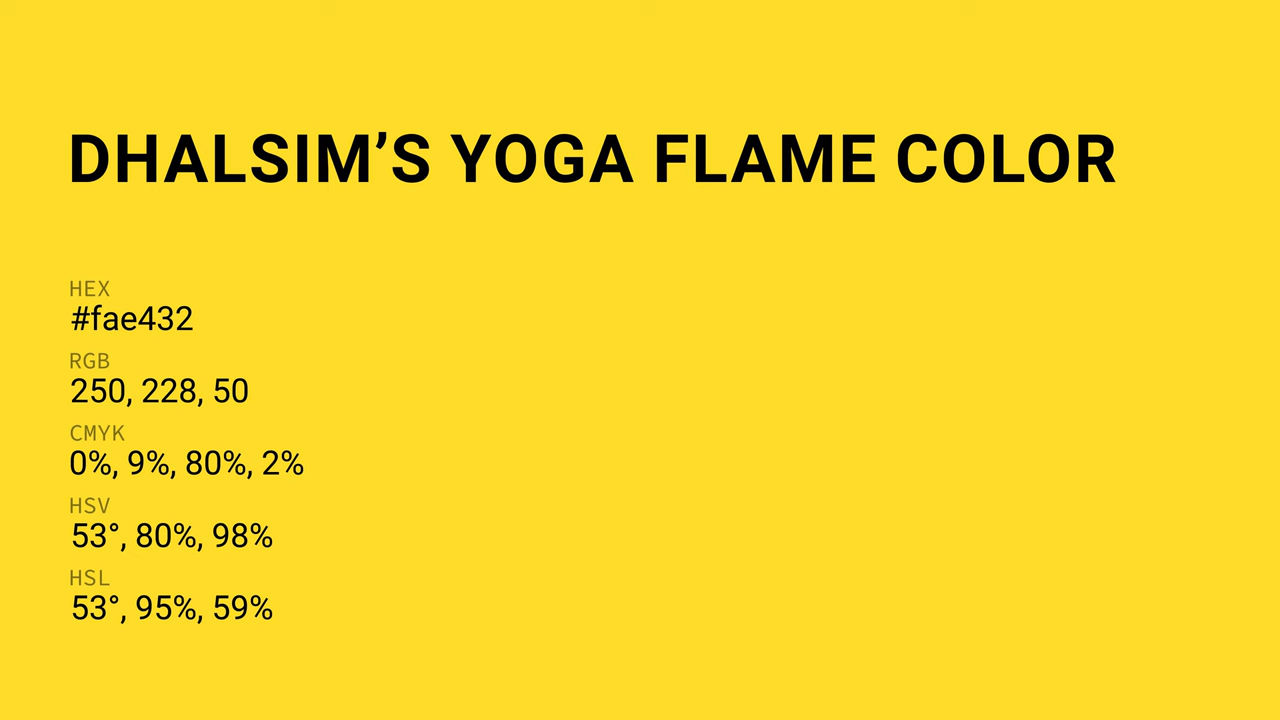 DHALSIM’S YOGA FLAME COLOR
HEX
#fae432
RGB
250, 228, 50
CMYK
0%, 9%, 80%, 2%
HSV
53°, 80%, 98%
HSL
53°, 95%, 59%